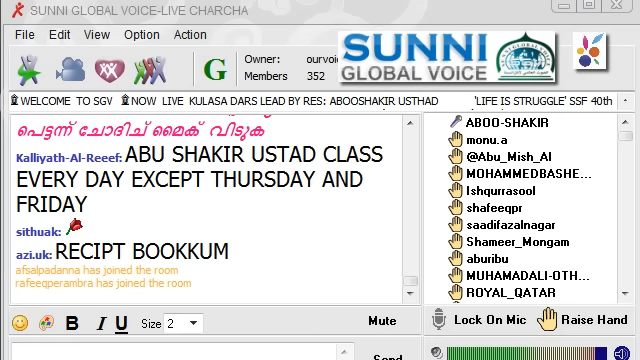 SUNNI GLOBAL VOICE-LIVE CHARCHA
File Edit View Option Action
Owner: ourvoi
Members 352
G
SUNNI
GLOBAL VOICE
WELCOME TO SGV NOW LIVE KULASA DARS LEAD BY RES: ABOOSHAKIR USTHAD 'LIFE IS STRUGGLE' SSF 40th
പെട്ടന്ന് ചോദിച് മൈക് വിടുക
Kalliyath-Al-Reeef: ABU SHAKIR USTAD CLASS
EVERY DAY EXCEPT THURSDAY AND
FRIDAY
sithuak:
azi.uk: RECIPT BOOKKUM
afsalpadanna has joined the room
rafeeqperambra has joined the room
ABOO-SHAKIR
monu.a
@Abu_Mish_Al
MOHAMMEDBASHE...
Ishqurrasool
shafeeqpr
saadifazalnagar
Shameer_Mongam
aburibu
MUHAMADALI-OTH...
ROYAL_QATAR
B I U Size 2 Mute
Lock On Mic Raise Hand
Send